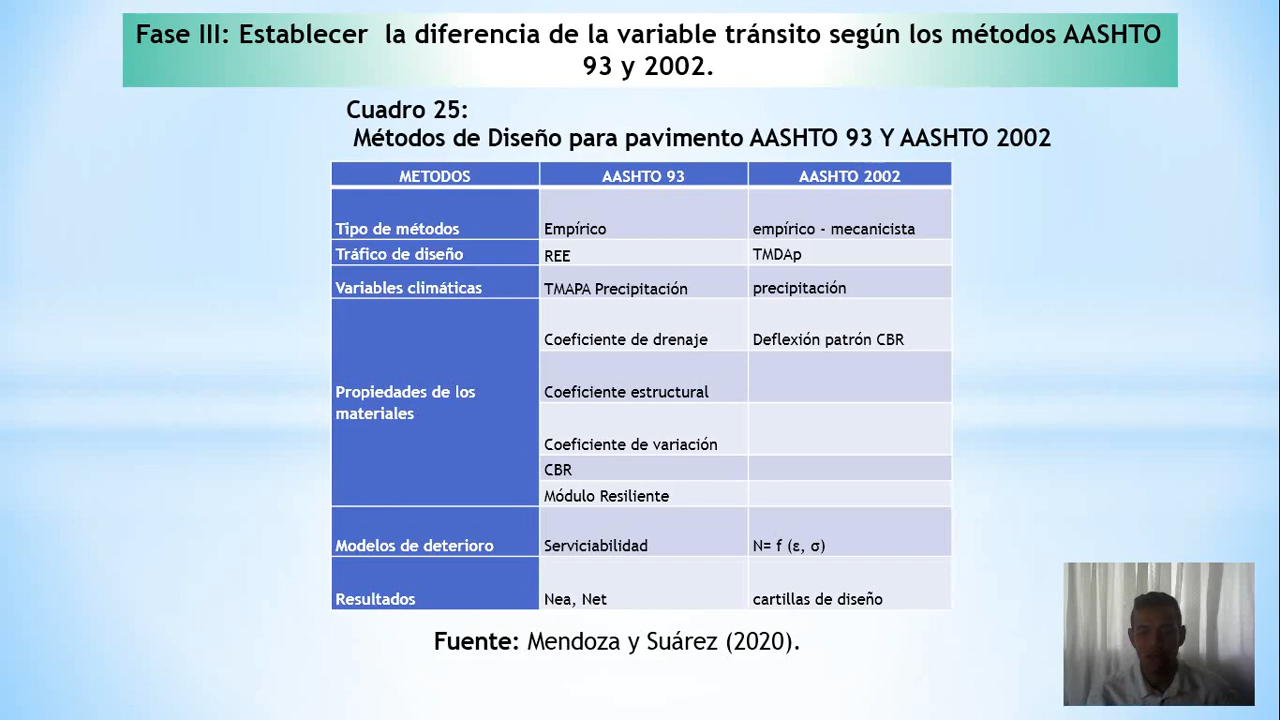 Fase III: Establecer la diferencia de la variable tránsito según los métodos AASHTO
93 y 2002.
Cuadro 25:
Métodos de Diseño para pavimento AASHTO 93 Y AASHTO 2002
METODOS AASHTO 93 AASHTO 2002
Tipo de métodos Empírico empírico - mecanicista
Tráfico de diseño REE TMDAp
Variables climáticas TMAPA Precipitación precipitación
Coeficiente de drenaje Deflexión patrón CBR
Propiedades de los
materiales
Coeficiente estructural
Coeficiente de variación
CBR
Módulo Resiliente
Modelos de deterioro Serviciabilidad N= f (ε, σ)
Resultados Nea, Net cartillas de diseño
Fuente: Mendoza y Suárez (2020).